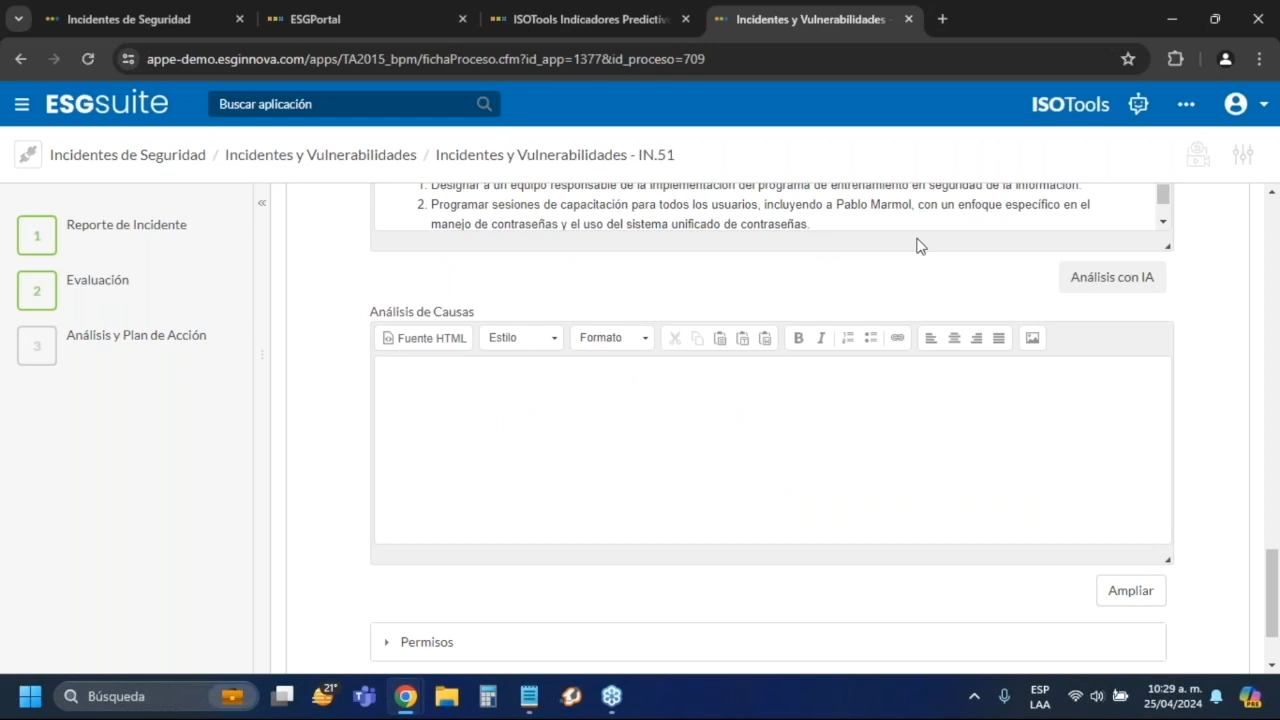 Incidentes de Seguridad
ESGPortal
ISOTools Indicadores Predictivo
Incidentes y Vulnerabilidades -
appe-demo.esginnova.com/apps/TA2015_bpm/fichaProceso.cfm?id_app=1377&id_proceso=709
ESGsuite
Buscar aplicación
ISOTools
Incidentes de Seguridad / Incidentes y Vulnerabilidades / Incidentes y Vulnerabilidades - IN.51
1 Reporte de Incidente
2 Evaluación
3 Análisis y Plan de Acción
1. Designar a un equipo responsable de la implementación del programa de entrenamiento en seguridad de la información.
2. Programar sesiones de capacitación para todos los usuarios, incluyendo a Pablo Marmol, con un enfoque específico en el
manejo de contraseñas y el uso del sistema unificado de contraseñas.
Análisis con IA
Análisis de Causas
Fuente HTML Estilo Formato B I
Ampliar
Permisos
Búsqueda
21°
ESP
LAA
10:29 a. m.
25/04/2024
PRE